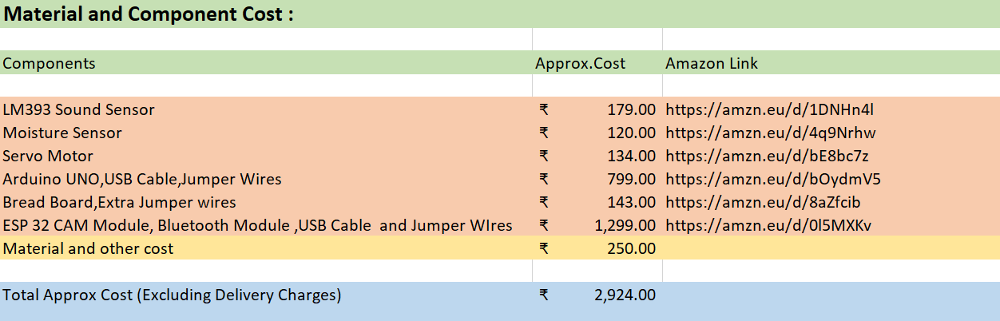 Material and Component Cost :
Components Approx.Cost Amazon Link
LM393 Sound Sensor ₹ 179.00 https://amzn.eu/d/1DNHn4l
Moisture Sensor ₹ 120.00 https://amzn.eu/d/4q9Nrhw
Servo Motor ₹ 134.00 https://amzn.eu/d/bE8bc7z
Arduino UNO,USB Cable,Jumper Wires ₹ 799.00 https://amzn.eu/d/bOydmV5
Bread Board,Extra Jumper wires ₹ 143.00 https://amzn.eu/d/8aZfcib
ESP 32 CAM Module, Bluetooth Module ,USB Cable  and Jumper WIres ₹ 1,299.00 https://amzn.eu/d/0l5MXKv
Material and other cost ₹ 250.00
Total Approx Cost (Excluding Delivery Charges) ₹ 2,924.00